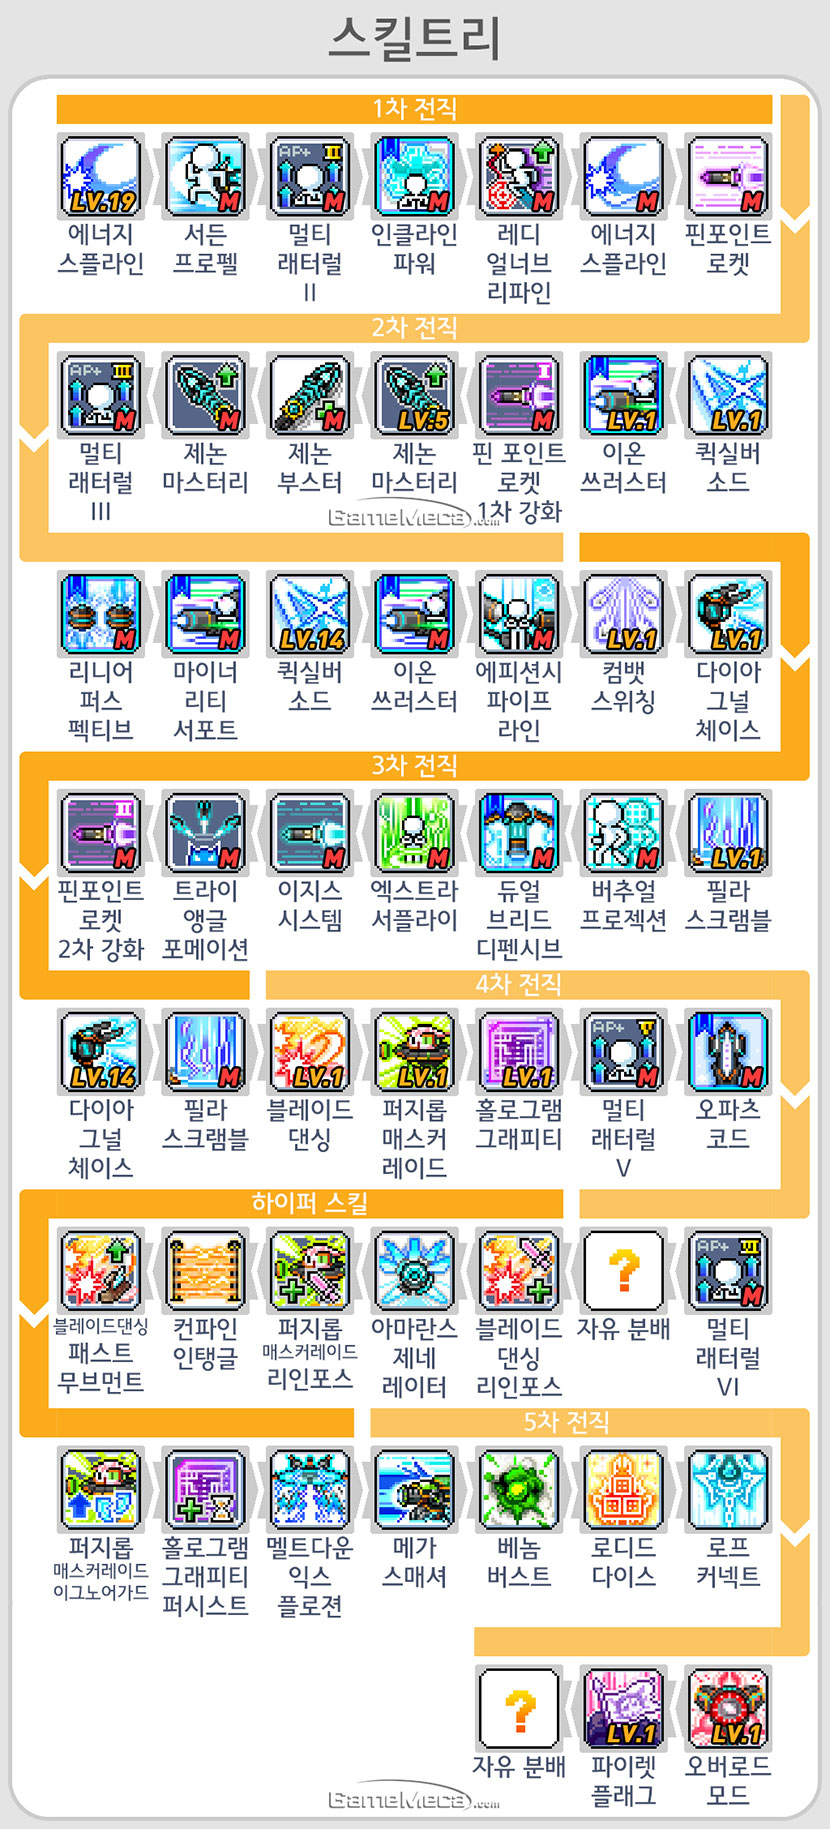 스킬트리
1차 전직
LV.19
M
AP+ II
M
M
M
M
M
에너지
스플라인
서든
프로펠
멀티
래터럴
II
인클라인
파워
레디
얼너브
리파인
에너지
스플라인
핀포인트
로켓
2차 전직
AP+ III
M
M
M
LV.5
I
M
LV.1
LV.1
멀티
래터럴
III
제논
마스터리
제논
부스터
제논
마스터리
핀 포인트
로켓
1차 강화
이온
쓰러스터
퀵실버
소드
GameMeca.com
M
M
LV.14
M
M
LV.1
LV.1
리니어
퍼스
펙티브
마이너
리티
서포트
퀵실버
소드
이온
쓰러스터
에피션시
파이프
라인
컴뱃
스위칭
다이아
그널
체이스
3차 전직
II
M
M
M
M
M
M
LV.1
핀포인트
로켓
2차 강화
트라이
앵글
포메이션
이지스
시스템
엑스트라
서플라이
듀얼
브리드
디펜시브
버추얼
프로젝션
필라
스크램블
4차 전직
LV.14
M
LV.1
LV.1
LV.1
AP+ V
M
M
다이아
그널
체이스
필라
스크램블
블레이드
댄싱
퍼지롭
매스커
레이드
홀로그램
그래피티
멀티
래터럴
V
오파츠
코드
하이퍼 스킬
?
AP+ VI
M
블레이드댄싱
패스트
무브먼트
컨파인
인탱글
퍼지롭
매스커레이드
리인포스
아마란스
제네
레이터
블레이드
댄싱
리인포스
자유 분배
멀티
래터럴
VI
5차 전직
퍼지롭
매스커레이드
이그노어가드
홀로그램
그래피티
퍼시스트
멜트다운
익스
플로젼
메가
스매셔
베놈
버스트
로디드
다이스
로프
커넥트
?
LV.1
LV.1
자유 분배
파이렛
플래그
오버로드
모드
GameMeca.com